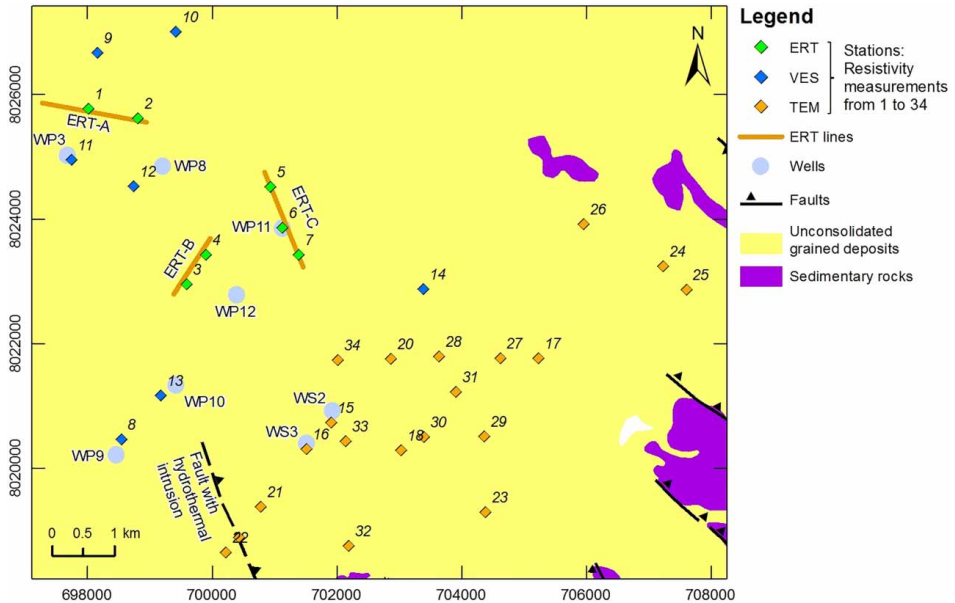 10
9
1
2
ERT-A
WP3
11
WP8
12
5
ERT-C
6
WP11
7
4
ERT-B
3
WP12
26
24
25
14
34
20
28
27
17
31
13
WP10
WS2
15
WS3
16
33
18
30
29
8
WP9
Fault with
hydrothermal
intrusion
21
22
23
32
0 0.5 1 km
8026000
8024000
8022000
8020000
698000 700000 702000 704000 706000 708000
Legend
N
ERT
VES
TEM
Stations:
Resistivity
measurements
from 1 to 34
ERT lines
Wells
Faults
Unconsolidated
grained deposits
Sedimentary rocks